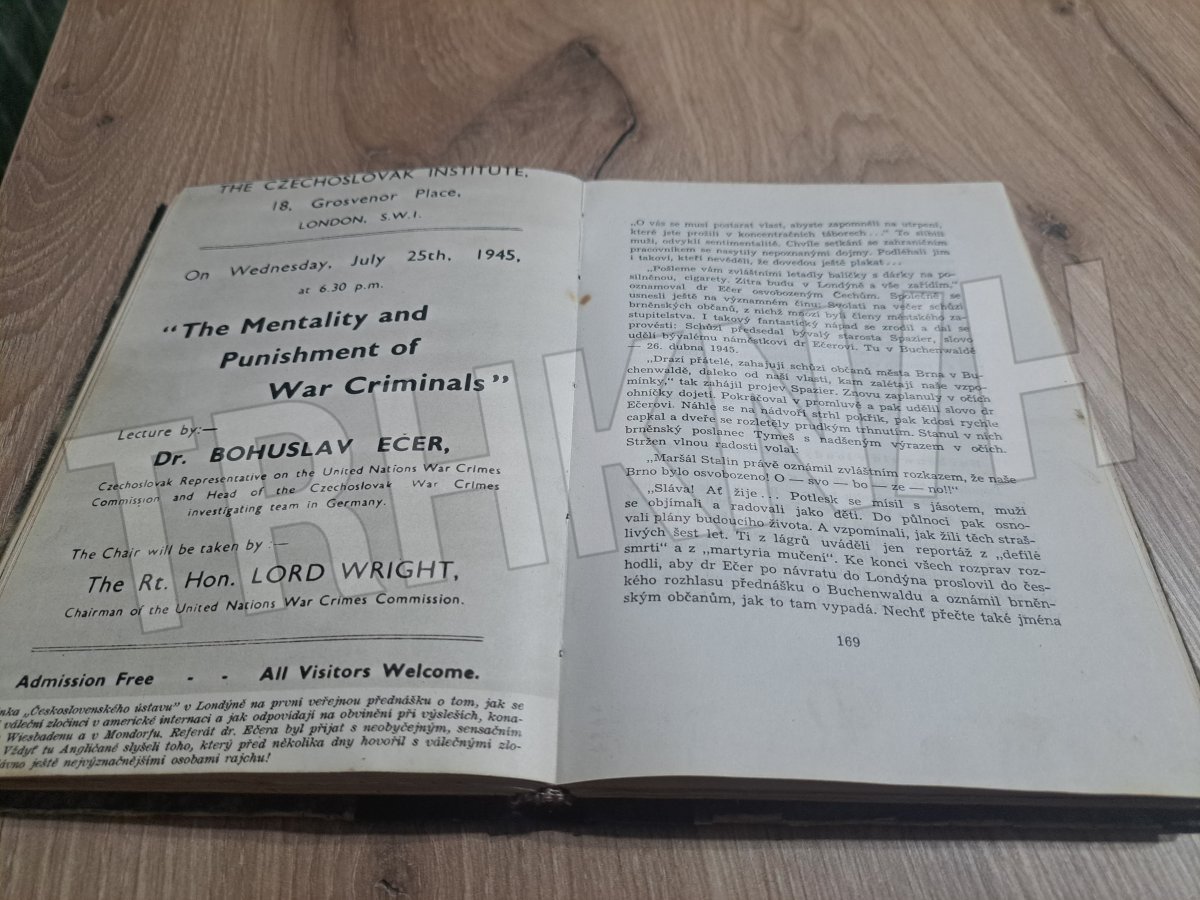 THE CZECHOSLOVAK INSTITUTE,
18, Grosvenor Place,
LONDON, S.W.I.
On Wednesday, July 25th, 1945,
at 6.30 p.m.
"The Mentality and
Punishment of
War Criminals"
Lecture by:—
Dr. BOHUSLAV EČER,
Czechoslovak Representative on the United Nations War Crimes
Commission and Head of the Czechoslovak War Crimes
investigating team in Germany.
The Chair will be taken by :—
The Rt. Hon. LORD WRIGHT,
Chairman of the United Nations War Crimes Commission.
Admission Free - - All Visitors Welcome.
„Československého ústavu" v Londýně na první veřejnou přednášku o tom, jak se
váleční zločinci v americké internaci a jak odpovídají na obvinění při výsleších, kona-
Wiesbadenu a v Mondorfu. Referát dr. Ečera byl přijat s neobyčejným, sensačním
Vždyť tu Angličané slyšeli toho, který před několika dny hovořil s válečnými zlo-
ještě nejvýznačnějšími osobami rajchu!
„O vás se musí postarat vlast, abyste zapomněli na utrpení,
které jste prožili v koncentračních táborech..." To slíbili
muži, odvyklí sentimentalitě. Chvíle setkání se zahraničním
pracovníkem se nasytily nepoznanými dojmy. Podléhali jim
i takoví, kteří nevěděli, že dovedou ještě plakat...
„Pošleme vám zvláštními letadly balíčky s dárky na po-
silněnou, cigarety. Zítra budu v Londýně a vše zařídím,"
oznamoval dr Ečer osvobozeným Čechům. Společně se
usnesli ještě na významném činu: Svolati na večer schůzi
brněnských občanů, z nichž mnozí byli členy městského za-
stupitelstva. I takový fantastický nápad se zrodil a dal se
provésti: Schůzi předsedal bývalý starosta Spazier, slovo
udělil bývalému náměstkovi dr Ečerovi. Tu v Buchenwaldě
— 26. dubna 1945.
„Drazí přátelé, zahajuji schůzi občanů města Brna v Bu-
chenwaldě, daleko od naší vlasti, kam zalétají naše vzpo-
mínky," tak zahájil projev Spazier. Znovu zaplanuly v očích
ohníčky dojetí. Pokračoval v promluvě a pak udělil slovo dr
Ečerovi. Náhle se na nádvoří strhl pokřik, pak kdosi rychle
capkal a dveře se rozletěly prudkým trhnutím. Stanul v nich
brněnský poslanec Tymeš s nadšeným výrazem v očích.
Stržen vlnou radosti volal:
„Maršál Stalin právě oznámil zvláštním rozkazem, že naše
Brno bylo osvobozeno! O — svo — bo — ze — no!!"
„Sláva! Ať žije... Potlesk se mísil s jásotem, muži
se objímali a radovali jako děti. Do půlnoci pak osno-
vali plány budoucího života. A vzpomínali, jak žili těch straš-
livých šest let. Ti z lágrů uváděli jen reportáž z „defilé
smrti" a z „martyria mučení". Ke konci všech rozprav roz-
hodli, aby dr Ečer po návratu do Londýna proslovil do čes-
kého rozhlasu přednášku o Buchenwaldu a oznámil brněn-
ským občanům, jak to tam vypadá. Nechť přečte také jména
169
TRHKNIH